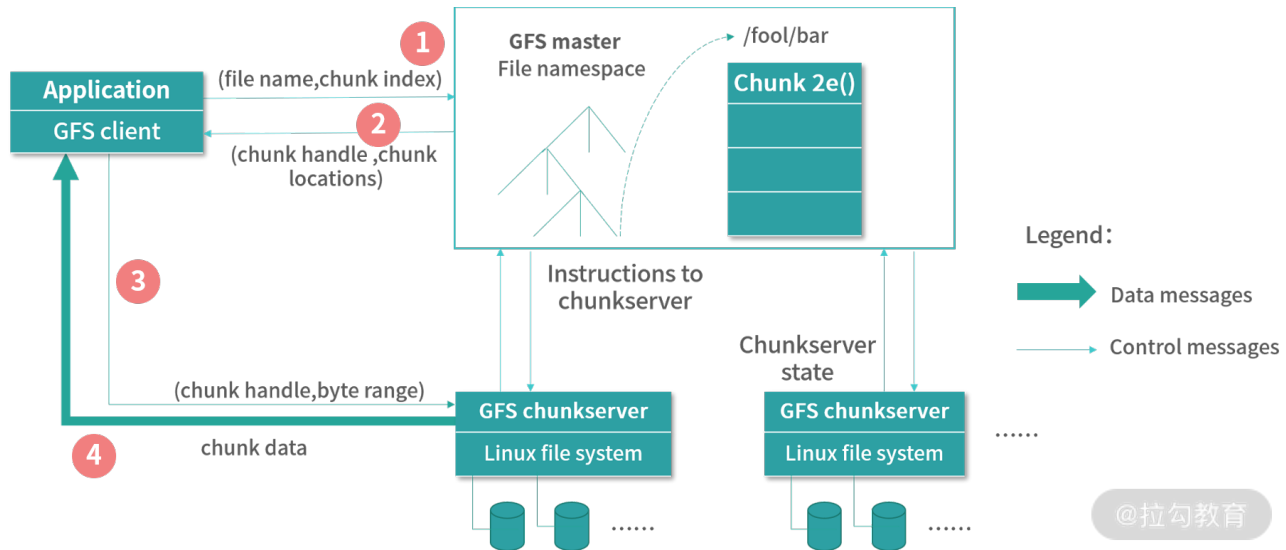 1
GFS master
File namespace
/fool/bar
Chunk 2e()
Application
GFS client
(file name,chunk index)
2
(chunk handle ,chunk
locations)
3
Instructions to
chunkserver
Chunkserver
state
Legend：
Data messages
Control messages
(chunk handle,byte range)
GFS chunkserver
Linux file system
GFS chunkserver
Linux file system
......
4
chunk data
......
......
@拉勾教育